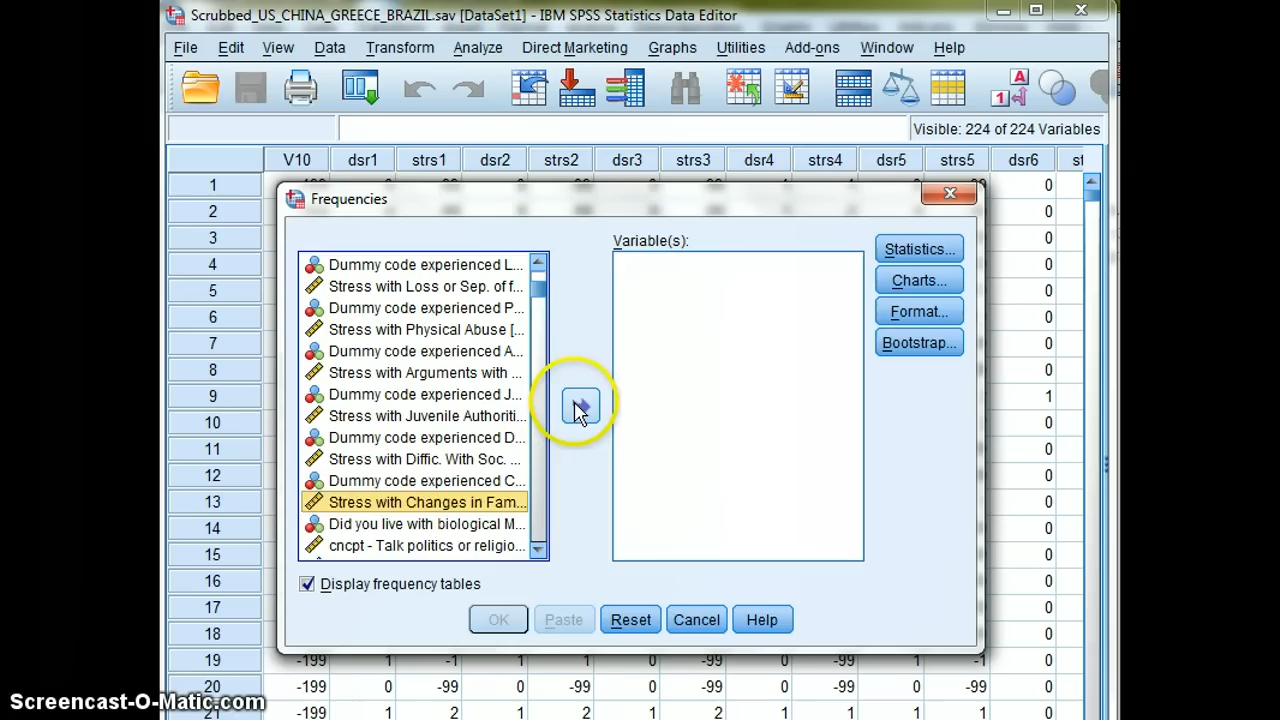 Scrubbed_US_CHINA_GREECE_BRAZIL.sav [DataSet1] - IBM SPSS Statistics Data Editor
File Edit View Data Transform Analyze Direct Marketing Graphs Utilities Add-ons Window Help
Visible: 224 of 224 Variables
V10 dsr1 strs1 dsr2 strs2 dsr3 strs3 dsr4 strs4 dsr5 strs5 dsr6 st
1 0
2 0
3 0
4 0
5 0
6 0
7 0
8 0
9 1
10 0
11 0
12 0
13 0
14 0
15 0
16 0
17 0
18 0
19 -199 1 -1 1 1 0 -99 0 -99 1 -1 0
20 -199 0 -99 0 -99 0 -99 0 -99 0 -99 0
21 -199 1 2 1 2 1 2 1 1 1 1 0
Frequencies
Dummy code experienced L...
Stress with Loss or Sep. of f...
Dummy code experienced P...
Stress with Physical Abuse [...
Dummy code experienced A...
Stress with Arguments with ...
Dummy code experienced J...
Stress with Juvenile Authoriti...
Dummy code experienced D...
Stress with Diffic. With Soc. ...
Dummy code experienced C...
Stress with Changes in Fam...
Did you live with biological M...
cncpt - Talk politics or religio...
Variable(s):
Statistics...
Charts...
Format...
Bootstrap...
Display frequency tables
OK Paste Reset Cancel Help
Screencast-O-Matic.com